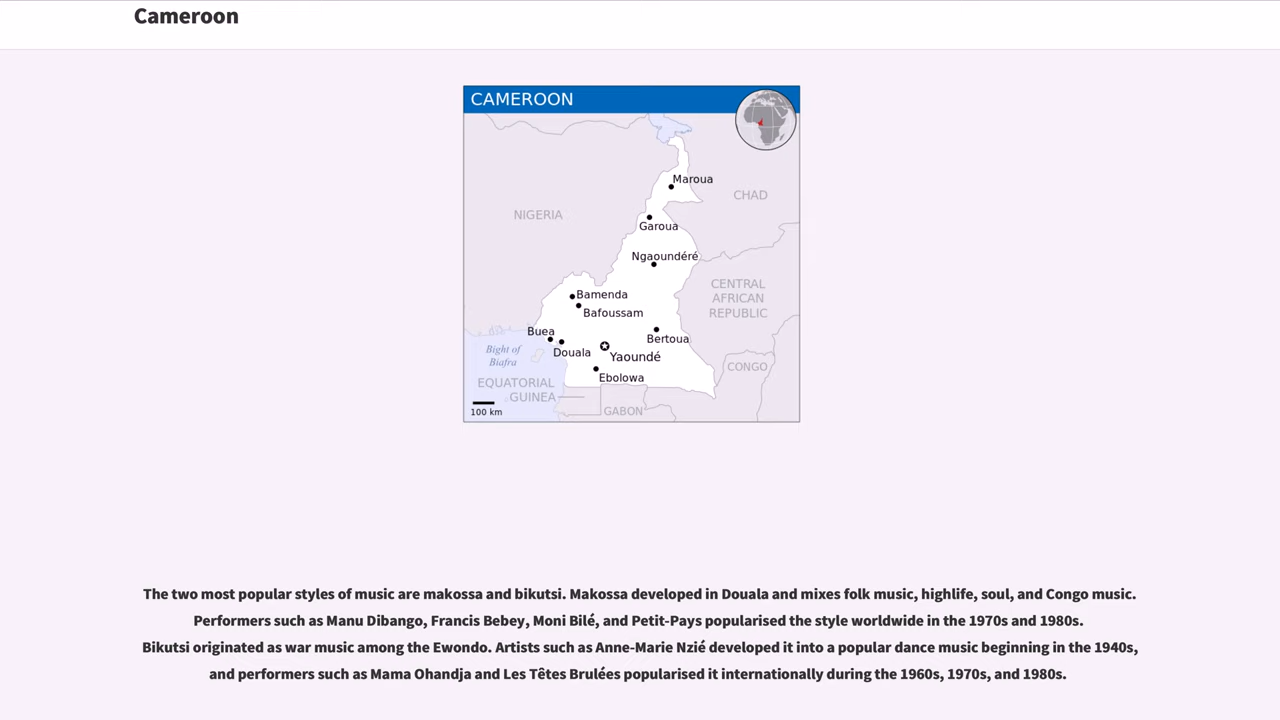 Cameroon
CAMEROON
Maroua
CHAD
NIGERIA
Garoua
Ngaoundéré
CENTRAL
AFRICAN
REPUBLIC
Bamenda
Bafoussam
Buea
Bertoua
Douala
Yaoundé
Bight of
Biafra
CONGO
Ebolowa
EQUATORIAL
GUINEA
GABON
100 km
The two most popular styles of music are makossa and bikutsi. Makossa developed in Douala and mixes folk music, highlife, soul, and Congo music.
Performers such as Manu Dibango, Francis Bebey, Moni Bilé, and Petit-Pays popularised the style worldwide in the 1970s and 1980s.
Bikutsi originated as war music among the Ewondo. Artists such as Anne-Marie Nzié developed it into a popular dance music beginning in the 1940s,
and performers such as Mama Ohandja and Les Têtes Brulées popularised it internationally during the 1960s, 1970s, and 1980s.